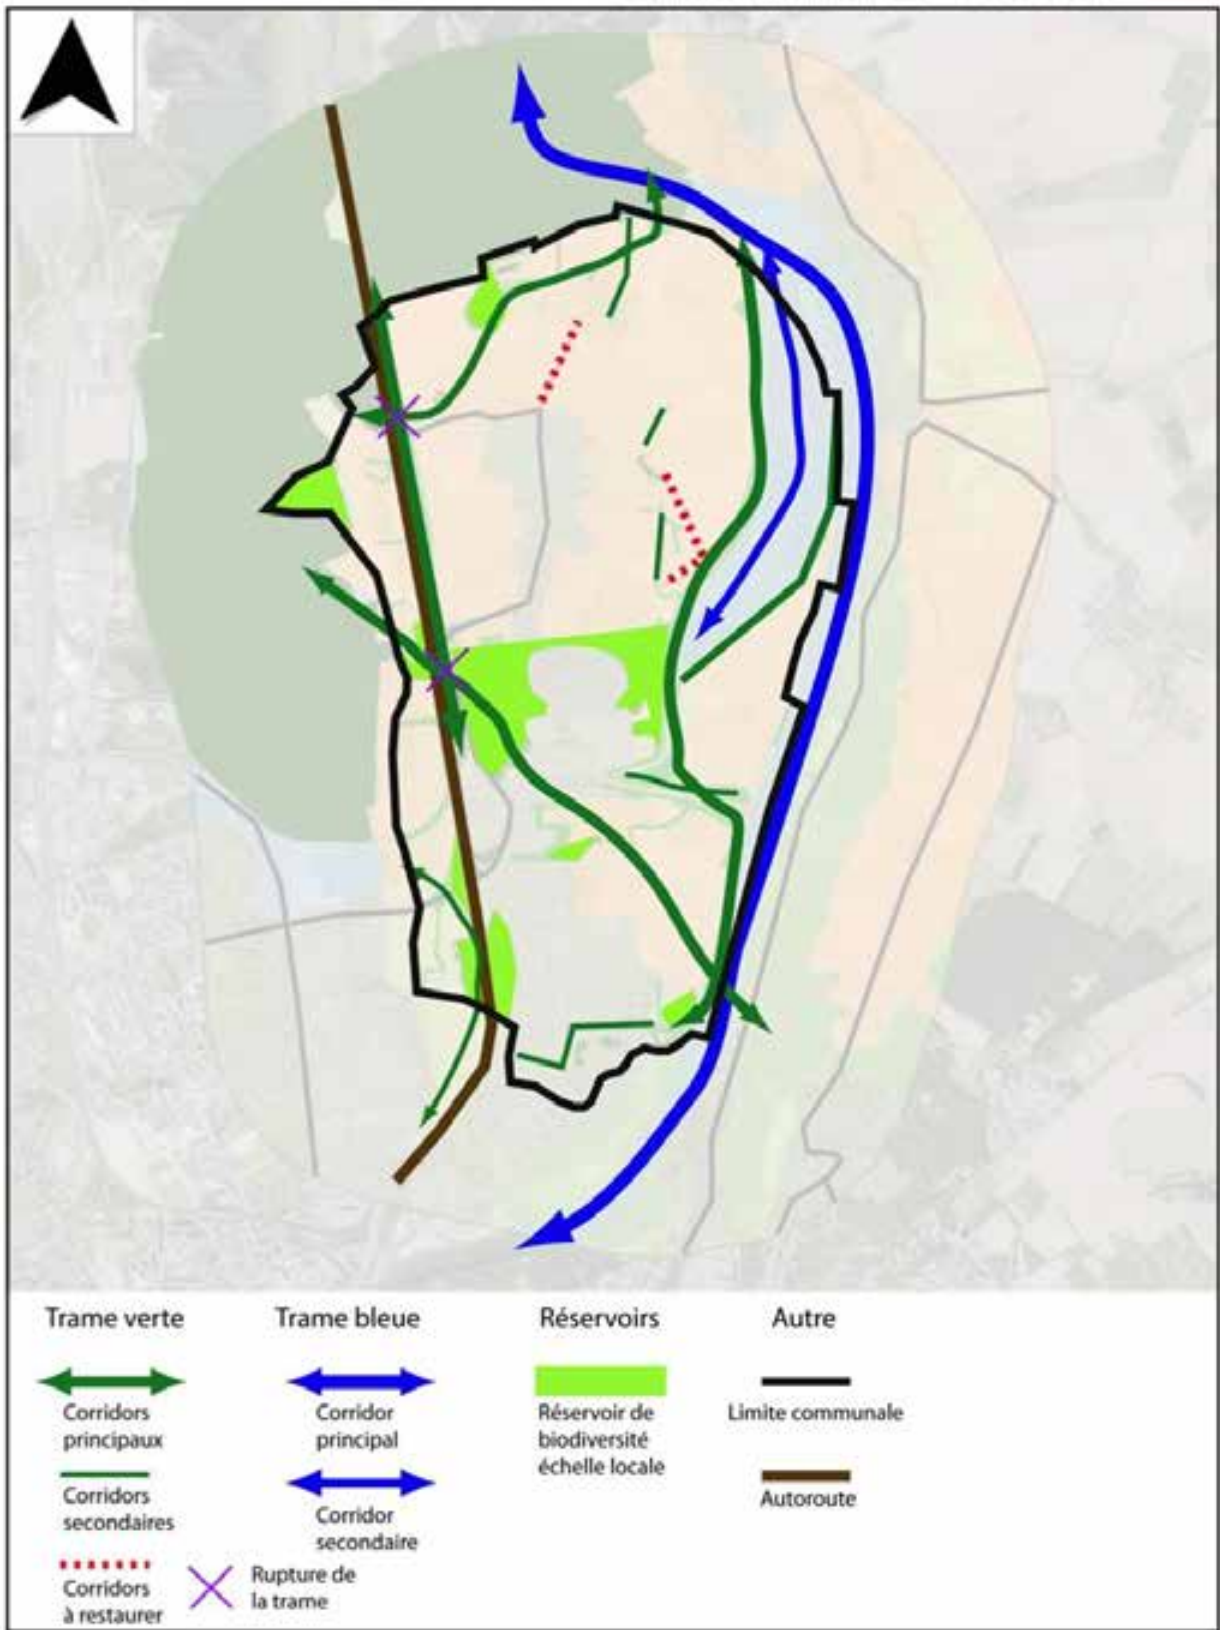 Trame verte
Corridors
principaux
Corridors
secondaires
Corridors
à restaurer
Rupture de
la trame
Trame bleue
Corridor
principal
Corridor
secondaire
Réservoirs
Réservoir de
biodiversité
échelle locale
Autre
Limite communale
Autoroute